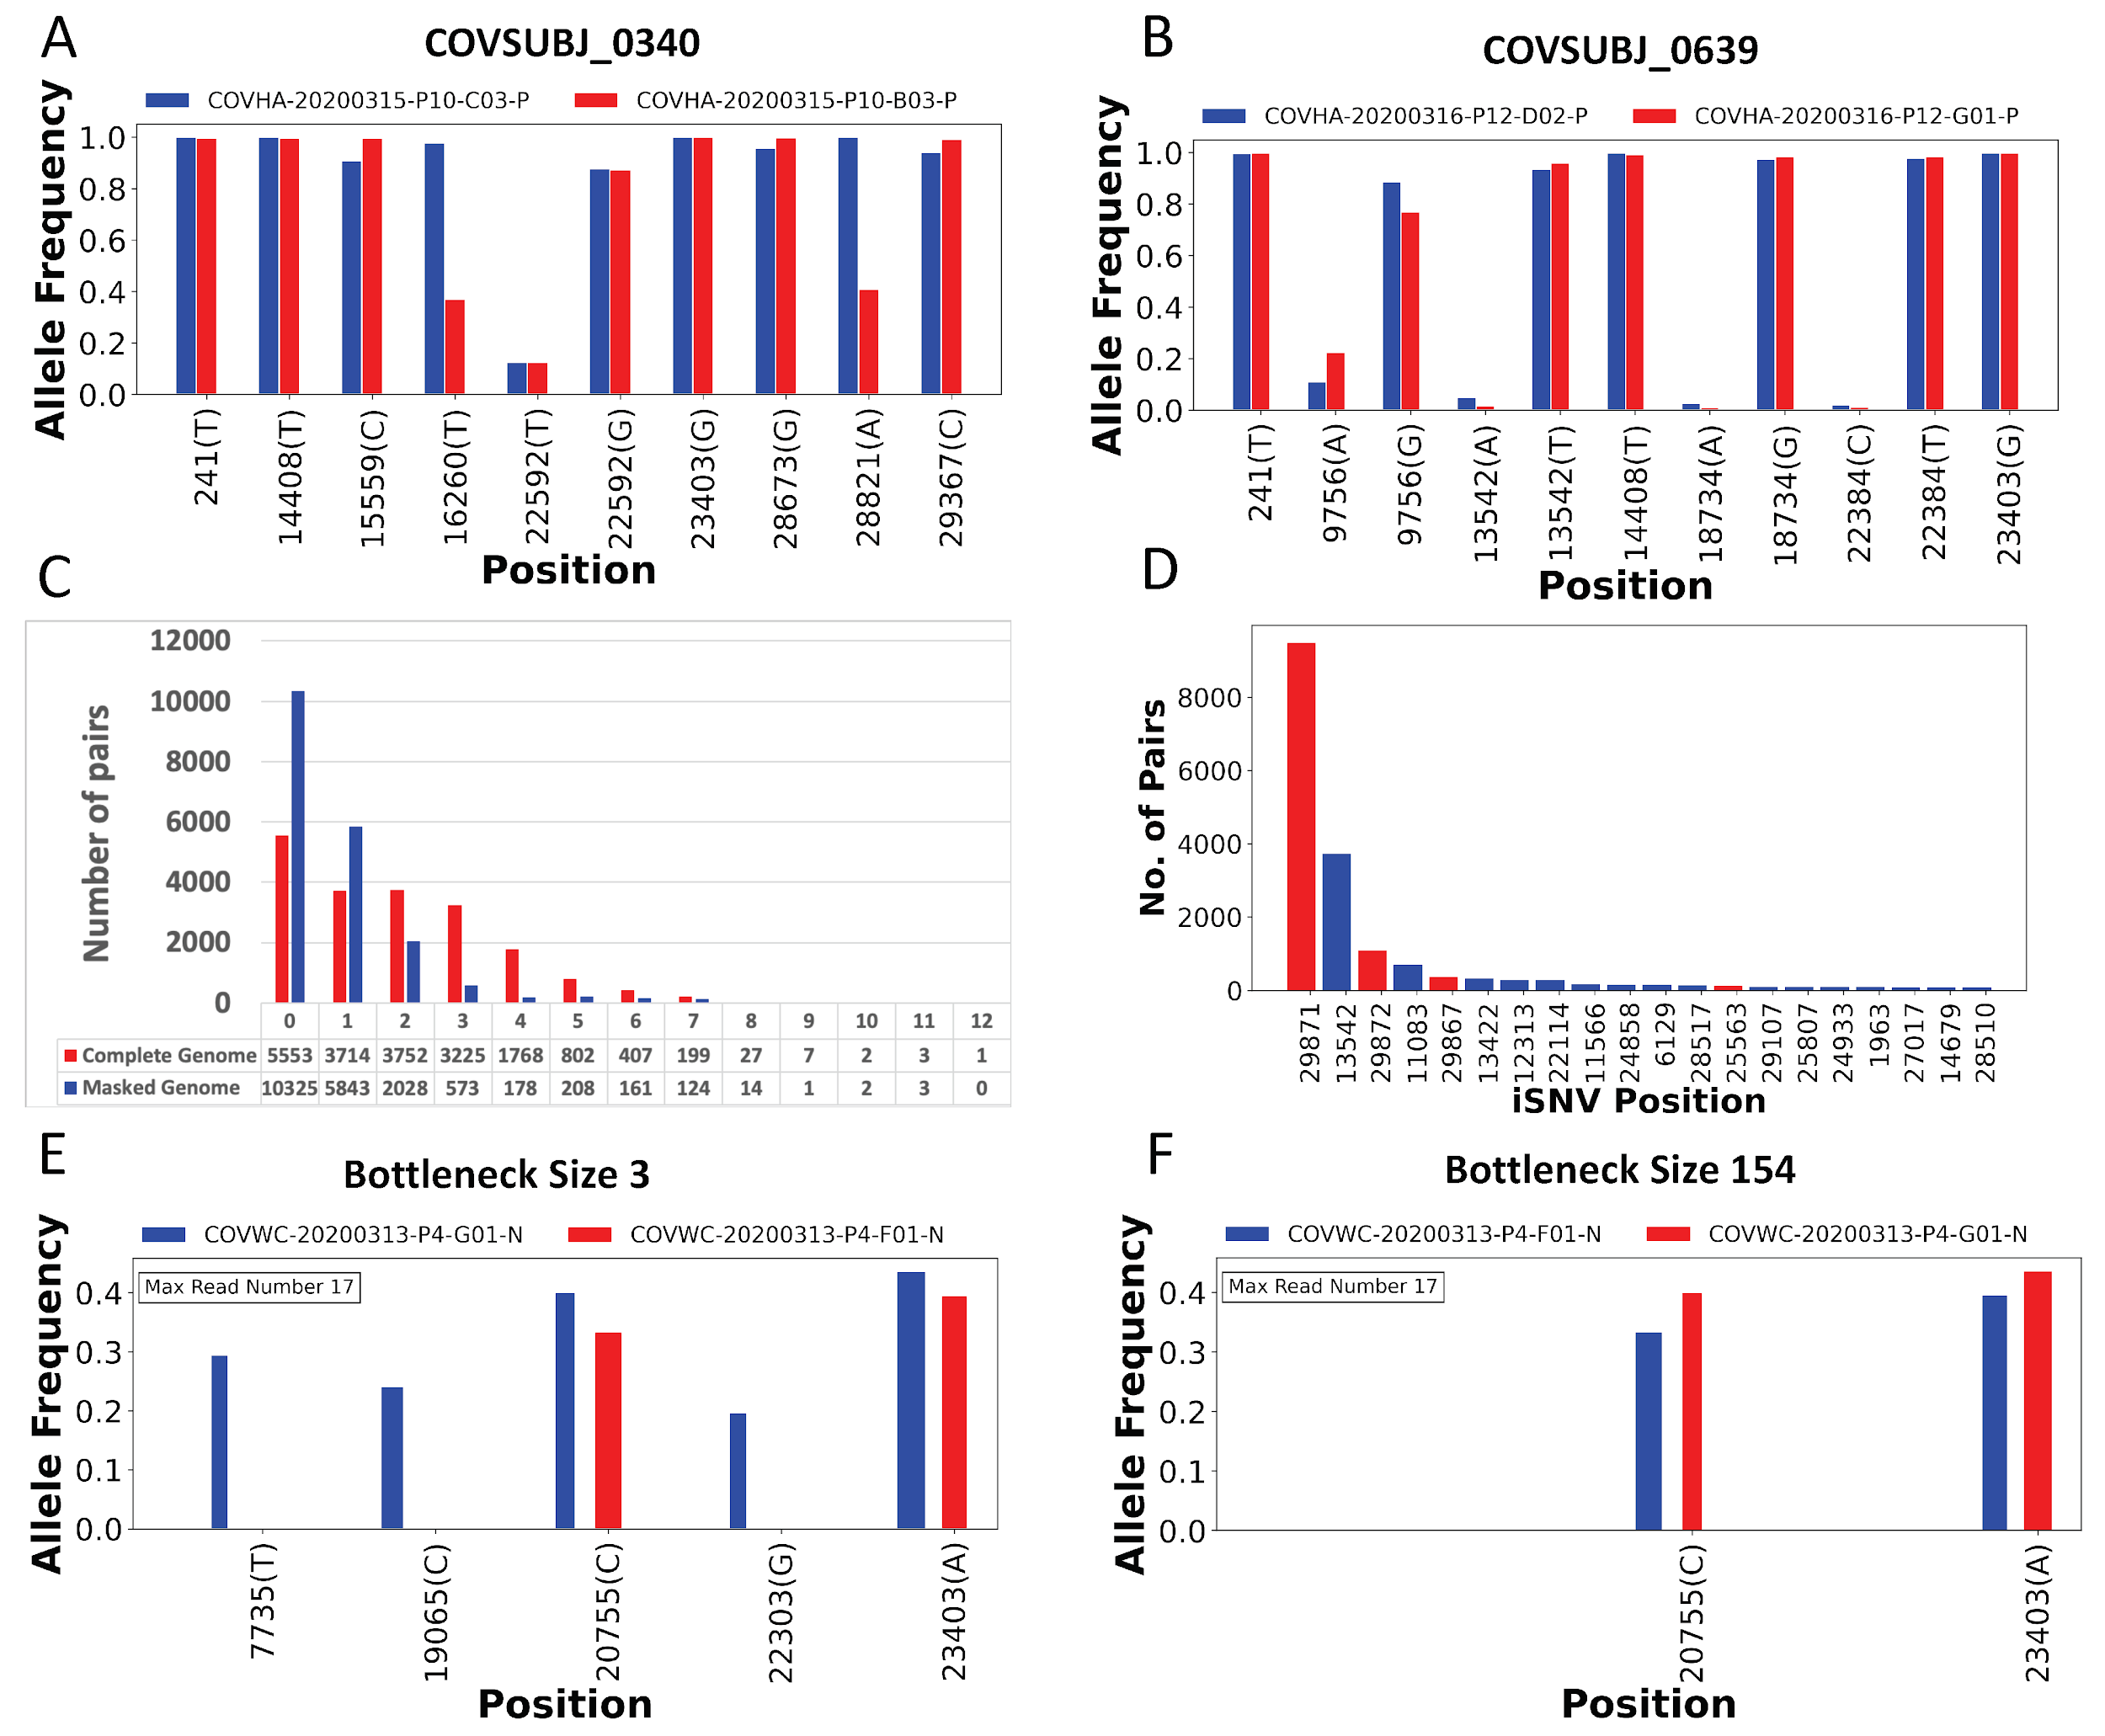 A
COVSUBJ_0340
COVHA-20200315-P10-C03-P
COVHA-20200315-P10-B03-P
Allele Frequency
1.0
0.8
0.6
0.4
0.2
0.0
241(T)
14408(T)
15559(C)
16260(T)
22592(T)
22592(G)
23403(G)
28673(G)
28821(A)
29367(C)
Position
B
COVSUBJ_0639
COVHA-20200316-P12-D02-P
COVHA-20200316-P12-G01-P
Allele Frequency
1.0
0.8
0.6
0.4
0.2
0.0
241(T)
9756(A)
9756(G)
13542(A)
13542(T)
14408(T)
18734(A)
18734(G)
22384(C)
22384(T)
23403(G)
Position
C
Number of pairs
12000
10000
8000
6000
4000
2000
0
0 1 2 3 4 5 6 7 8 9 10 11 12
Complete Genome 5553 3714 3752 3225 1768 802 407 199 27 7 2 3 1
Masked Genome 10325 5843 2028 573 178 208 161 124 14 1 2 3 0
D
No. of Pairs
8000
6000
4000
2000
0
29871
13542
29872
11083
29867
13422
12313
22114
11566
24858
6129
28517
25563
29107
25807
24933
1963
27017
14679
28510
iSNV Position
E
Bottleneck Size 3
COVWC-20200313-P4-G01-N
COVWC-20200313-P4-F01-N
Max Read Number 17
Allele Frequency
0.4
0.3
0.2
0.1
0.0
7735(T)
19065(C)
20755(C)
22303(G)
23403(A)
Position
F
Bottleneck Size 154
COVWC-20200313-P4-F01-N
COVWC-20200313-P4-G01-N
Max Read Number 17
Allele Frequency
0.4
0.3
0.2
0.1
0.0
20755(C)
23403(A)
Position